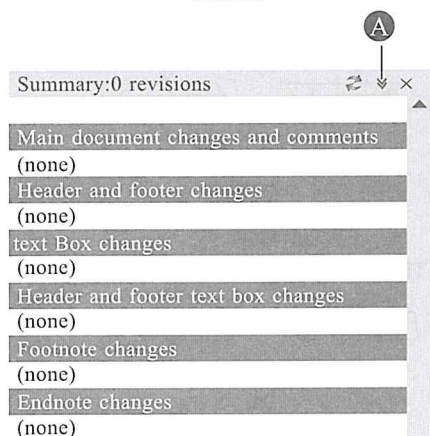 A
Summary:0 revisions
Main document changes and comments
(none)
Header and footer changes
(none)
text Box changes
(none)
Header and footer text box changes
(none)
Footnote changes
(none)
Endnote changes
(none)